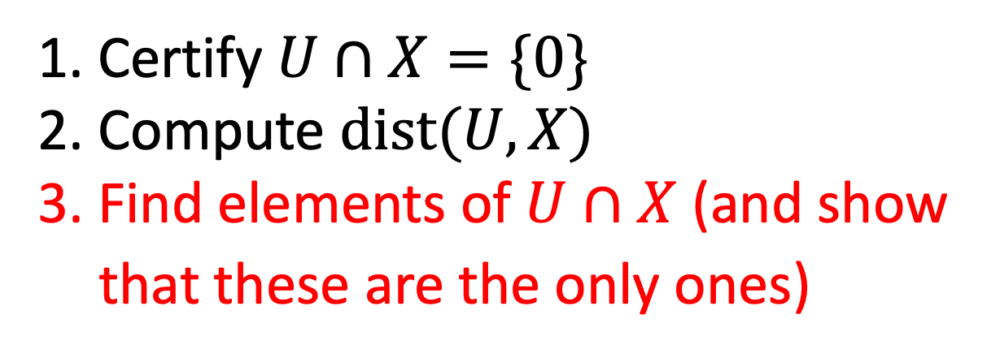 1. Certify 𝑈 ∩ 𝑋 = {0}
2. Compute dist(𝑈, 𝑋)
3. Find elements of 𝑈 ∩ 𝑋 (and show
that these are the only ones)